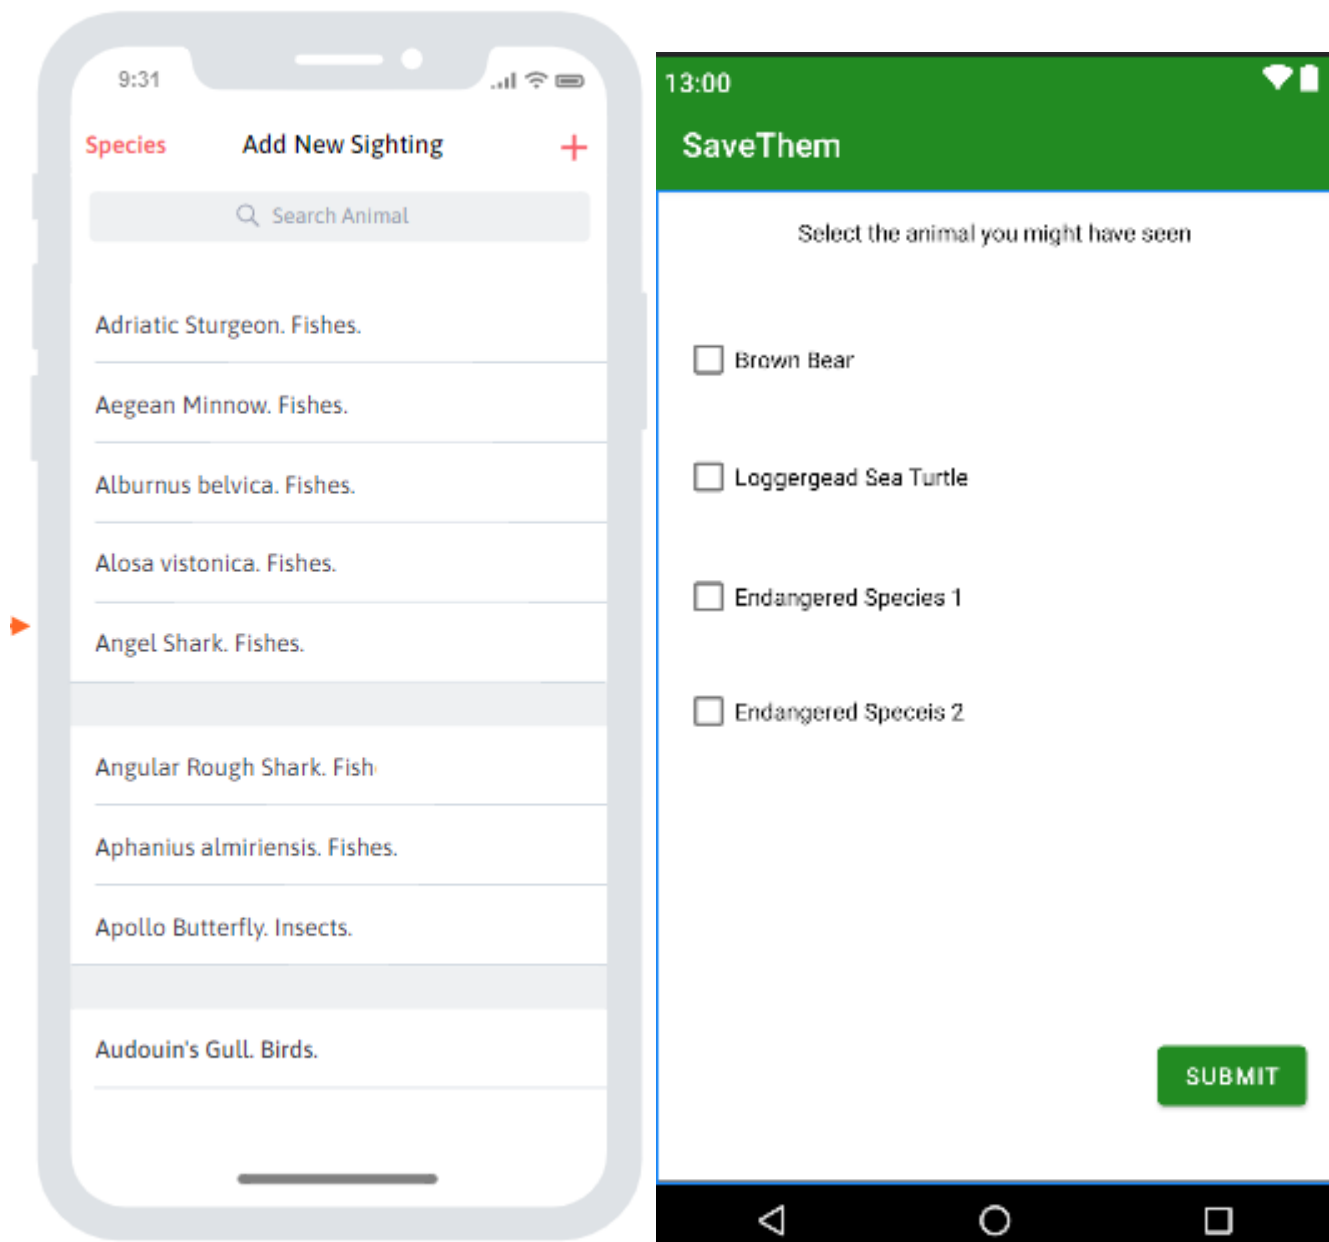 9:31
Species
Add New Sighting
Search Animal
Adriatic Sturgeon. Fishes.
Aegean Minnow. Fishes.
Alburnus belvica. Fishes.
Alosa vistonica. Fishes.
Angel Shark. Fishes.
Angular Rough Shark. Fish
Aphanius almiriensis. Fishes.
Apollo Butterfly. Insects.
Audouin's Gull. Birds.
13:00
SaveThem
Select the animal you might have seen
Brown Bear
Loggergead Sea Turtle
Endangered Species 1
Endangered Speceis 2
SUBMIT